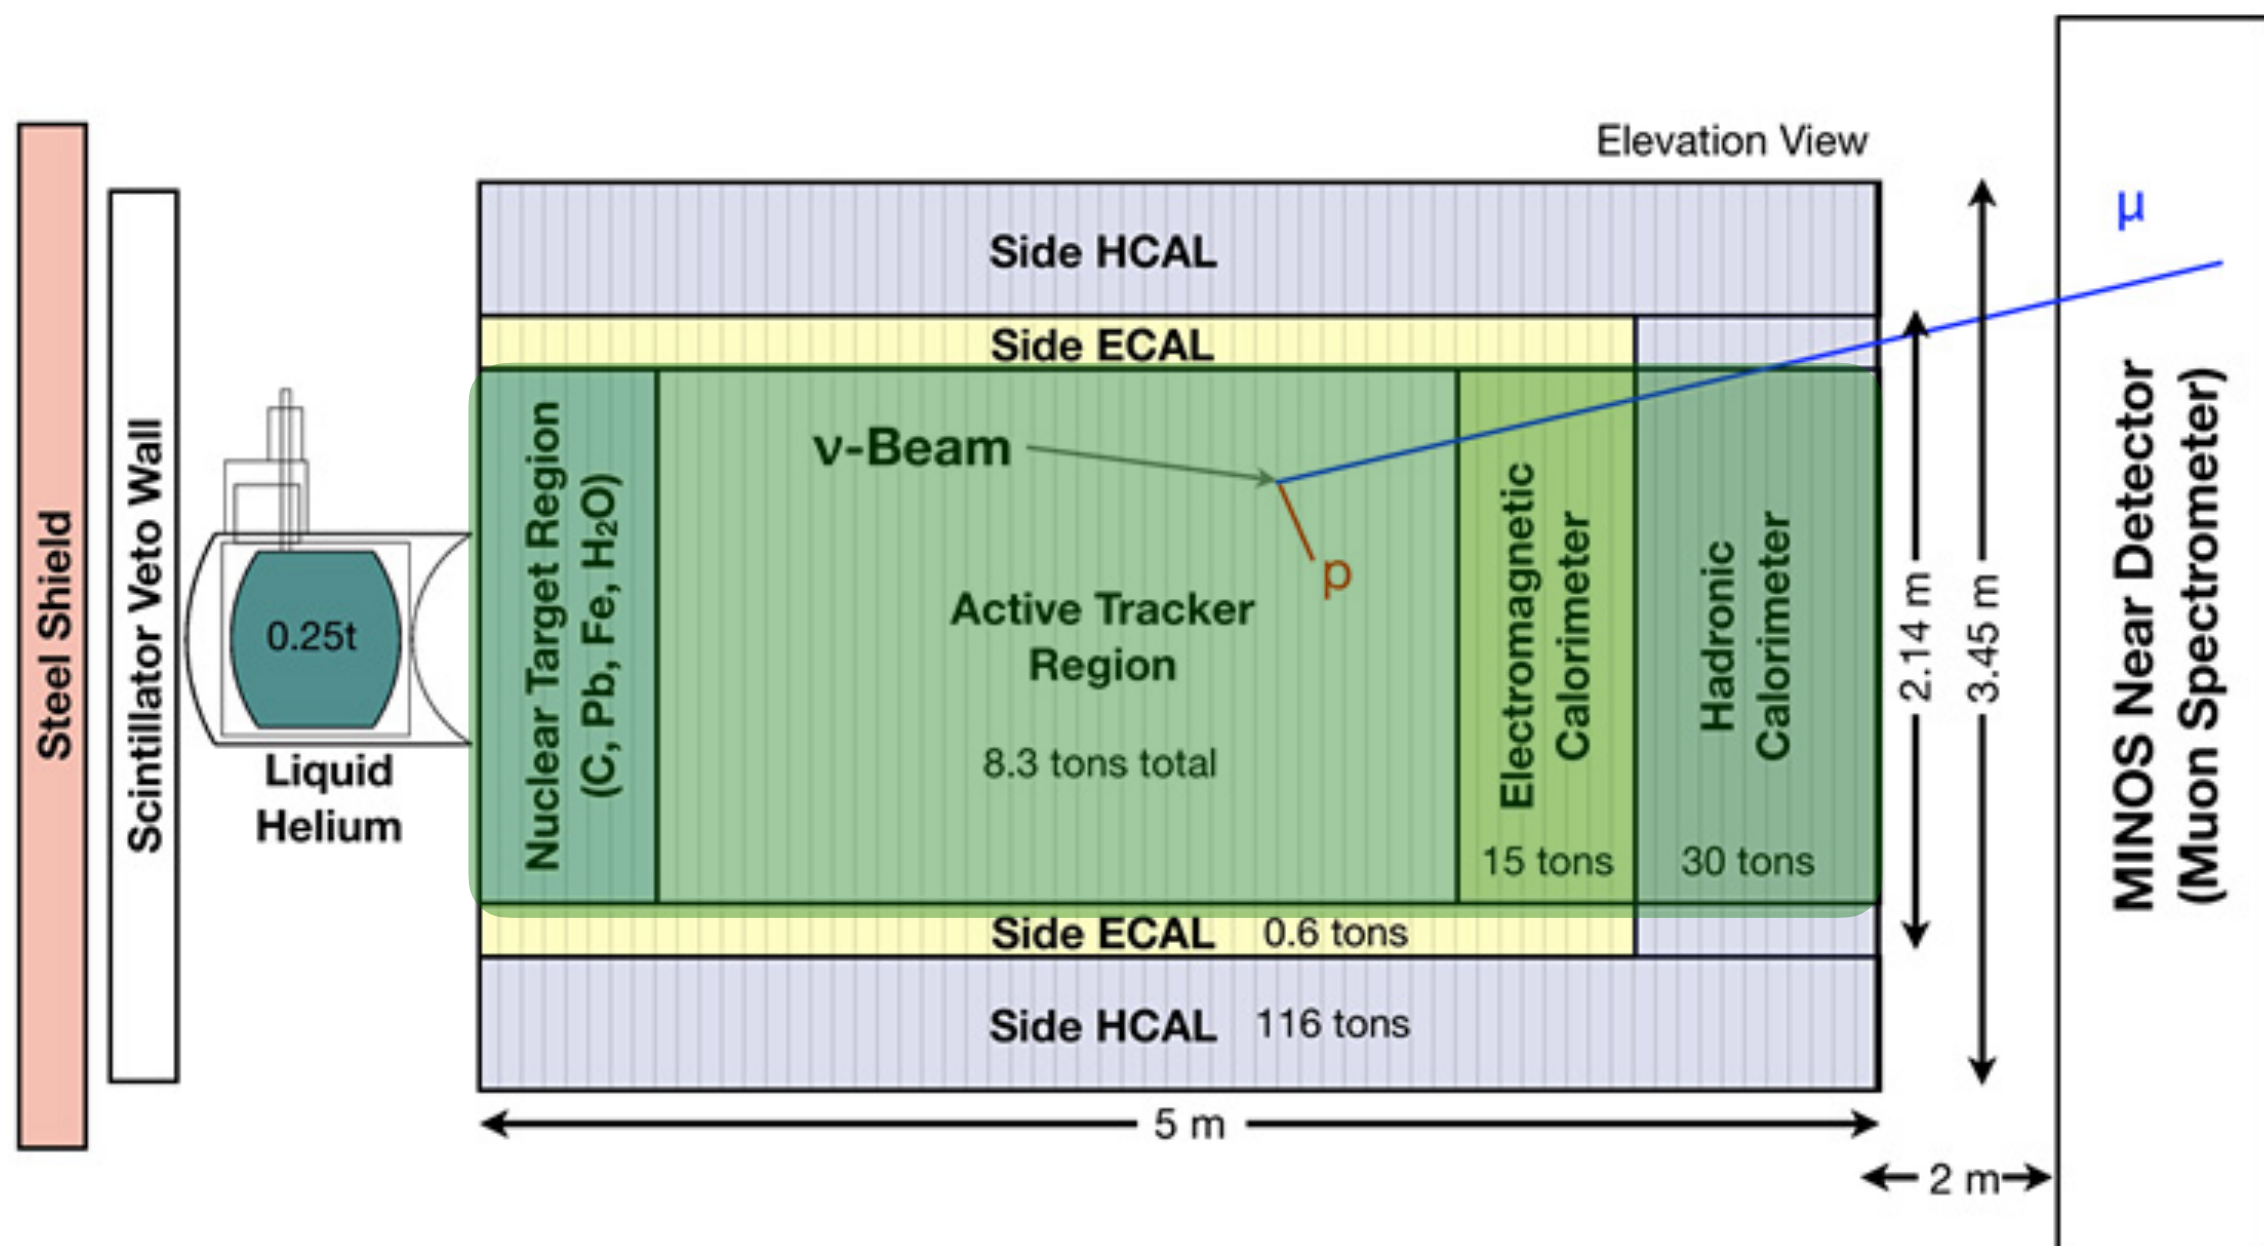 Elevation View
Steel Shield
Scintillator Veto Wall
0.25t
Liquid
Helium
Side HCAL
Side ECAL
Nuclear Target Region
(C, Pb, Fe, H₂O)
ν-Beam
p
Active Tracker
Region
8.3 tons total
Electromagnetic
Calorimeter
15 tons
Hadronic
Calorimeter
30 tons
Side ECAL 0.6 tons
Side HCAL 116 tons
5 m
2 m
2.14 m
3.45 m
μ
MINOS Near Detector
(Muon Spectrometer)